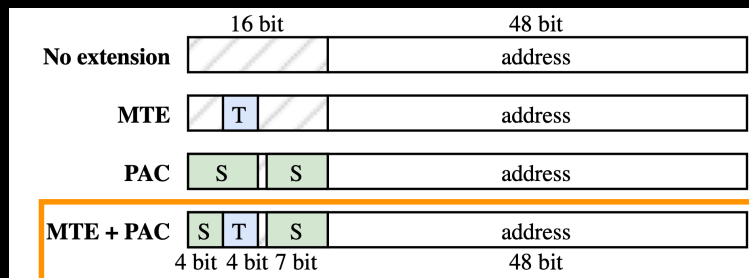 16 bit 48 bit
No extension address
MTE T address
PAC S S address
MTE + PAC S T S address
4 bit 4 bit 7 bit 48 bit